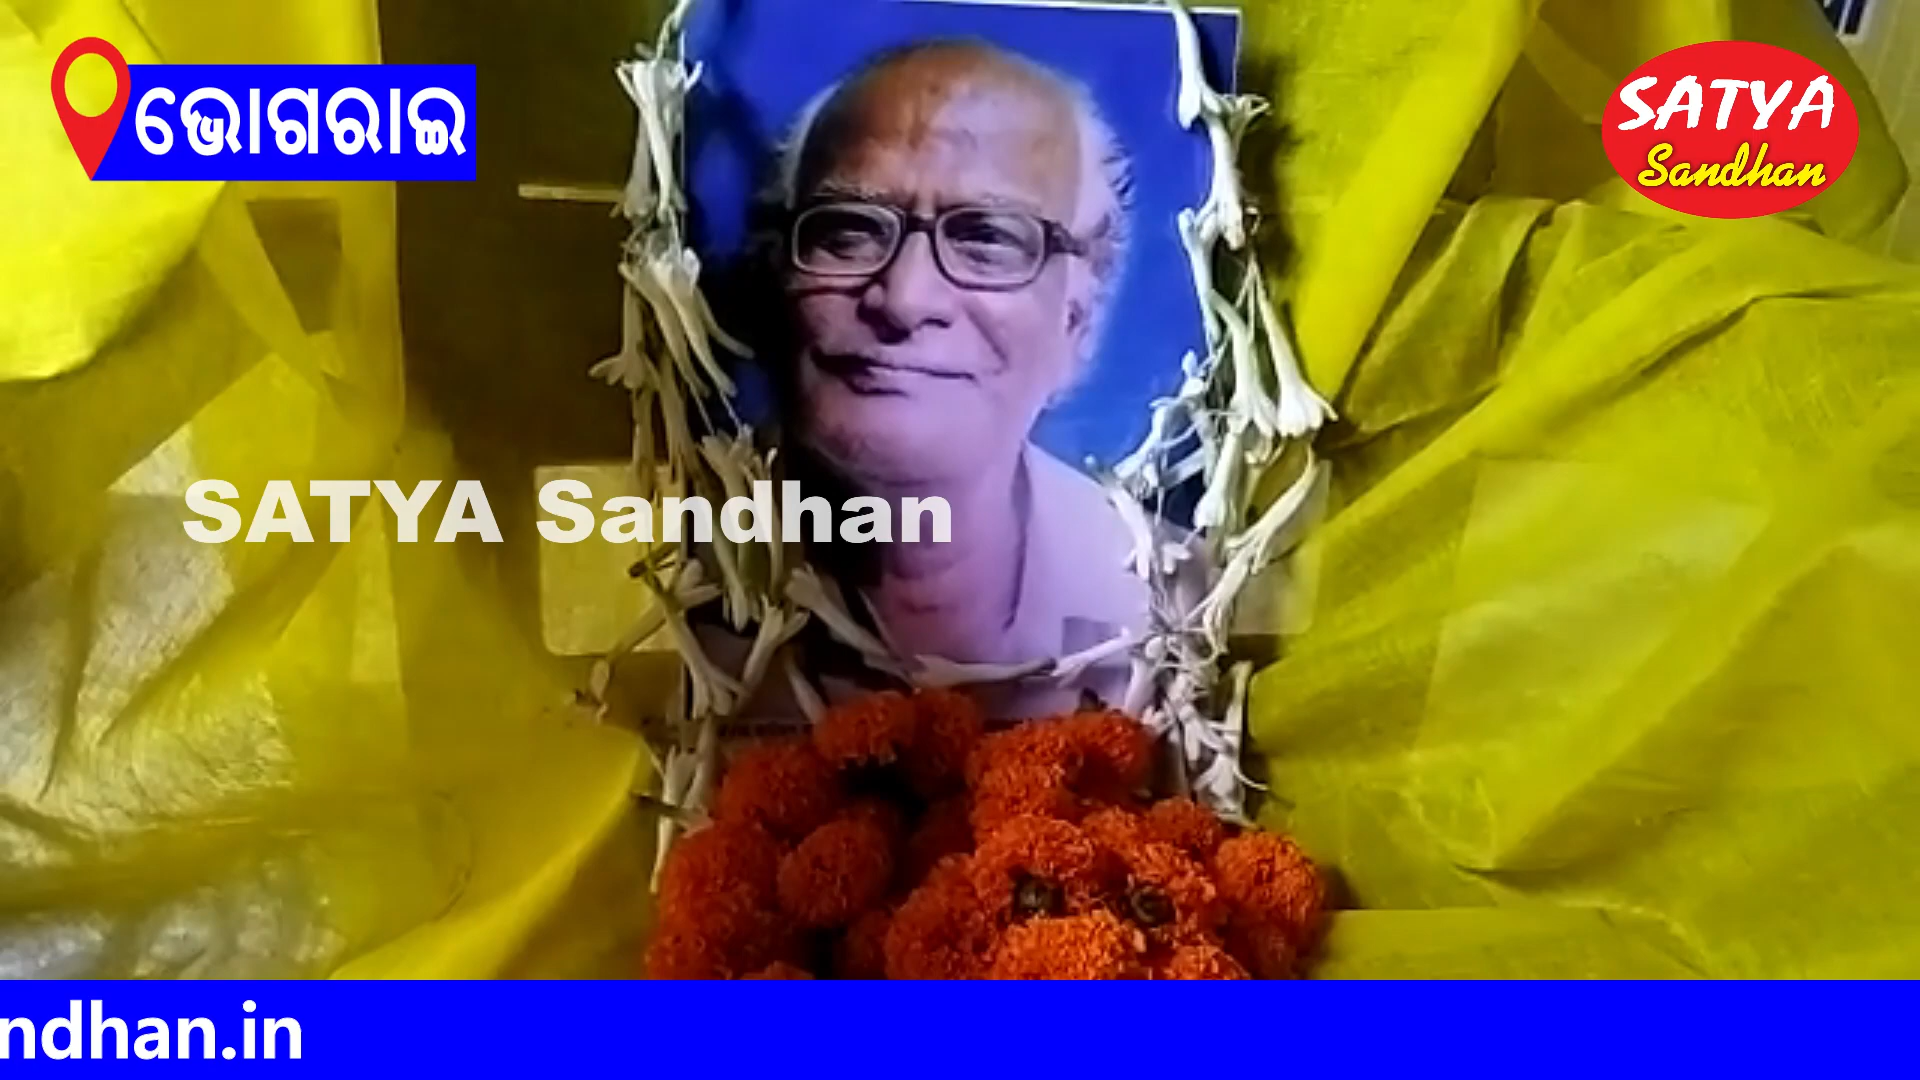 ଭୋଗରାଇ
SATYA
Sandhan
SATYA Sandhan
ndhan.in